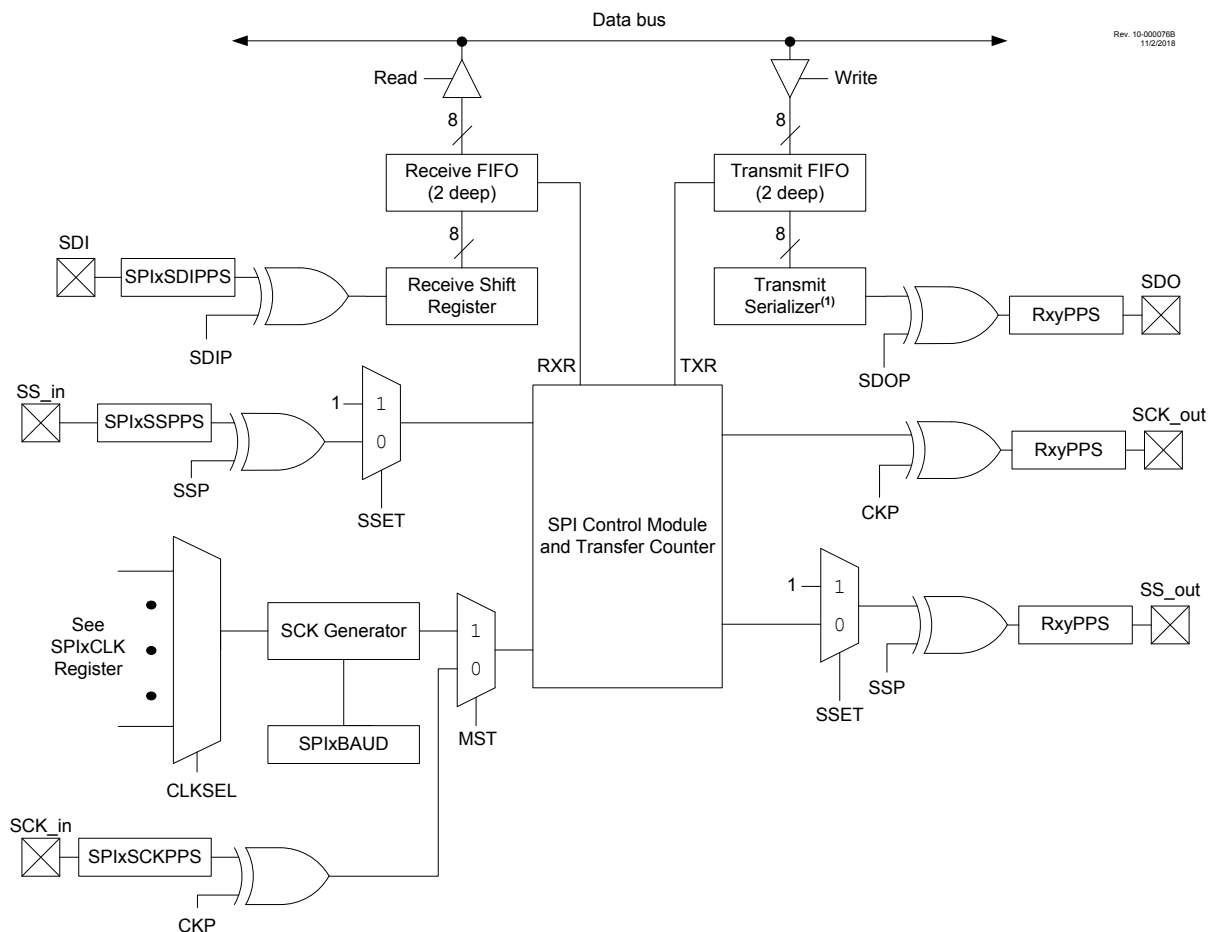 Data bus
Rev. 10-000076B
11/2/2018
Read
Write
8
8
Receive FIFO
(2 deep)
Transmit FIFO
(2 deep)
8
8
SDI
SPIxSDIPPS
Receive Shift
Register
Transmit
Serializer(1)
SDO
RxyPPS
SDIP
SDOP
RXR
TXR
SS_in
SPIxSSPPS
1
1
0
SSP
SSET
SCK_out
RxyPPS
CKP
SPI Control Module
and Transfer Counter
See
SPIxCLK
Register
SCK Generator
1
0
SPIxBAUD
MST
CLKSEL
1
1
0
SS_out
RxyPPS
SSP
SSET
SCK_in
SPIxSCKPPS
CKP